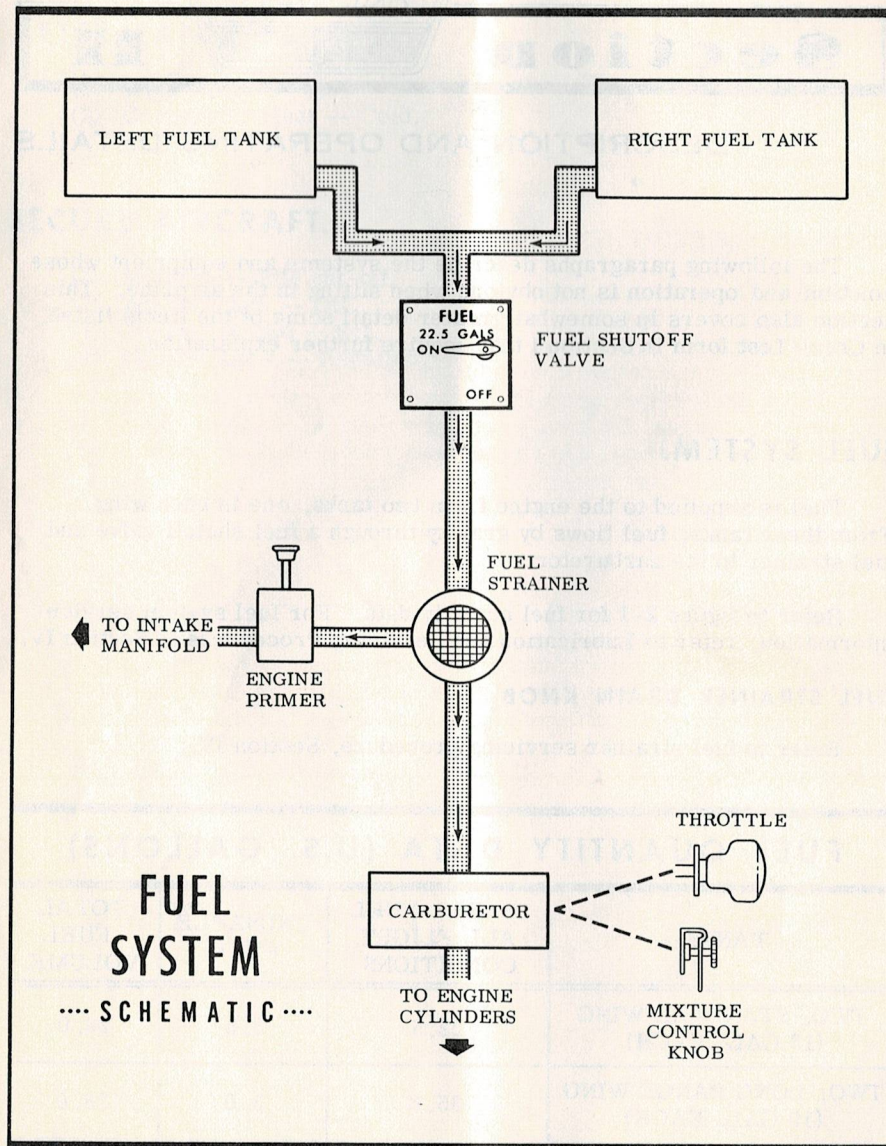 LEFT FUEL TANK
RIGHT FUEL TANK
FUEL
22.5 GALS
ON
OFF
FUEL SHUTOFF
VALVE
FUEL
STRAINER
TO INTAKE
MANIFOLD
ENGINE
PRIMER
THROTTLE
CARBURETOR
TO ENGINE
CYLINDERS
MIXTURE
CONTROL
KNOB
FUEL
SYSTEM
.... SCHEMATIC ....